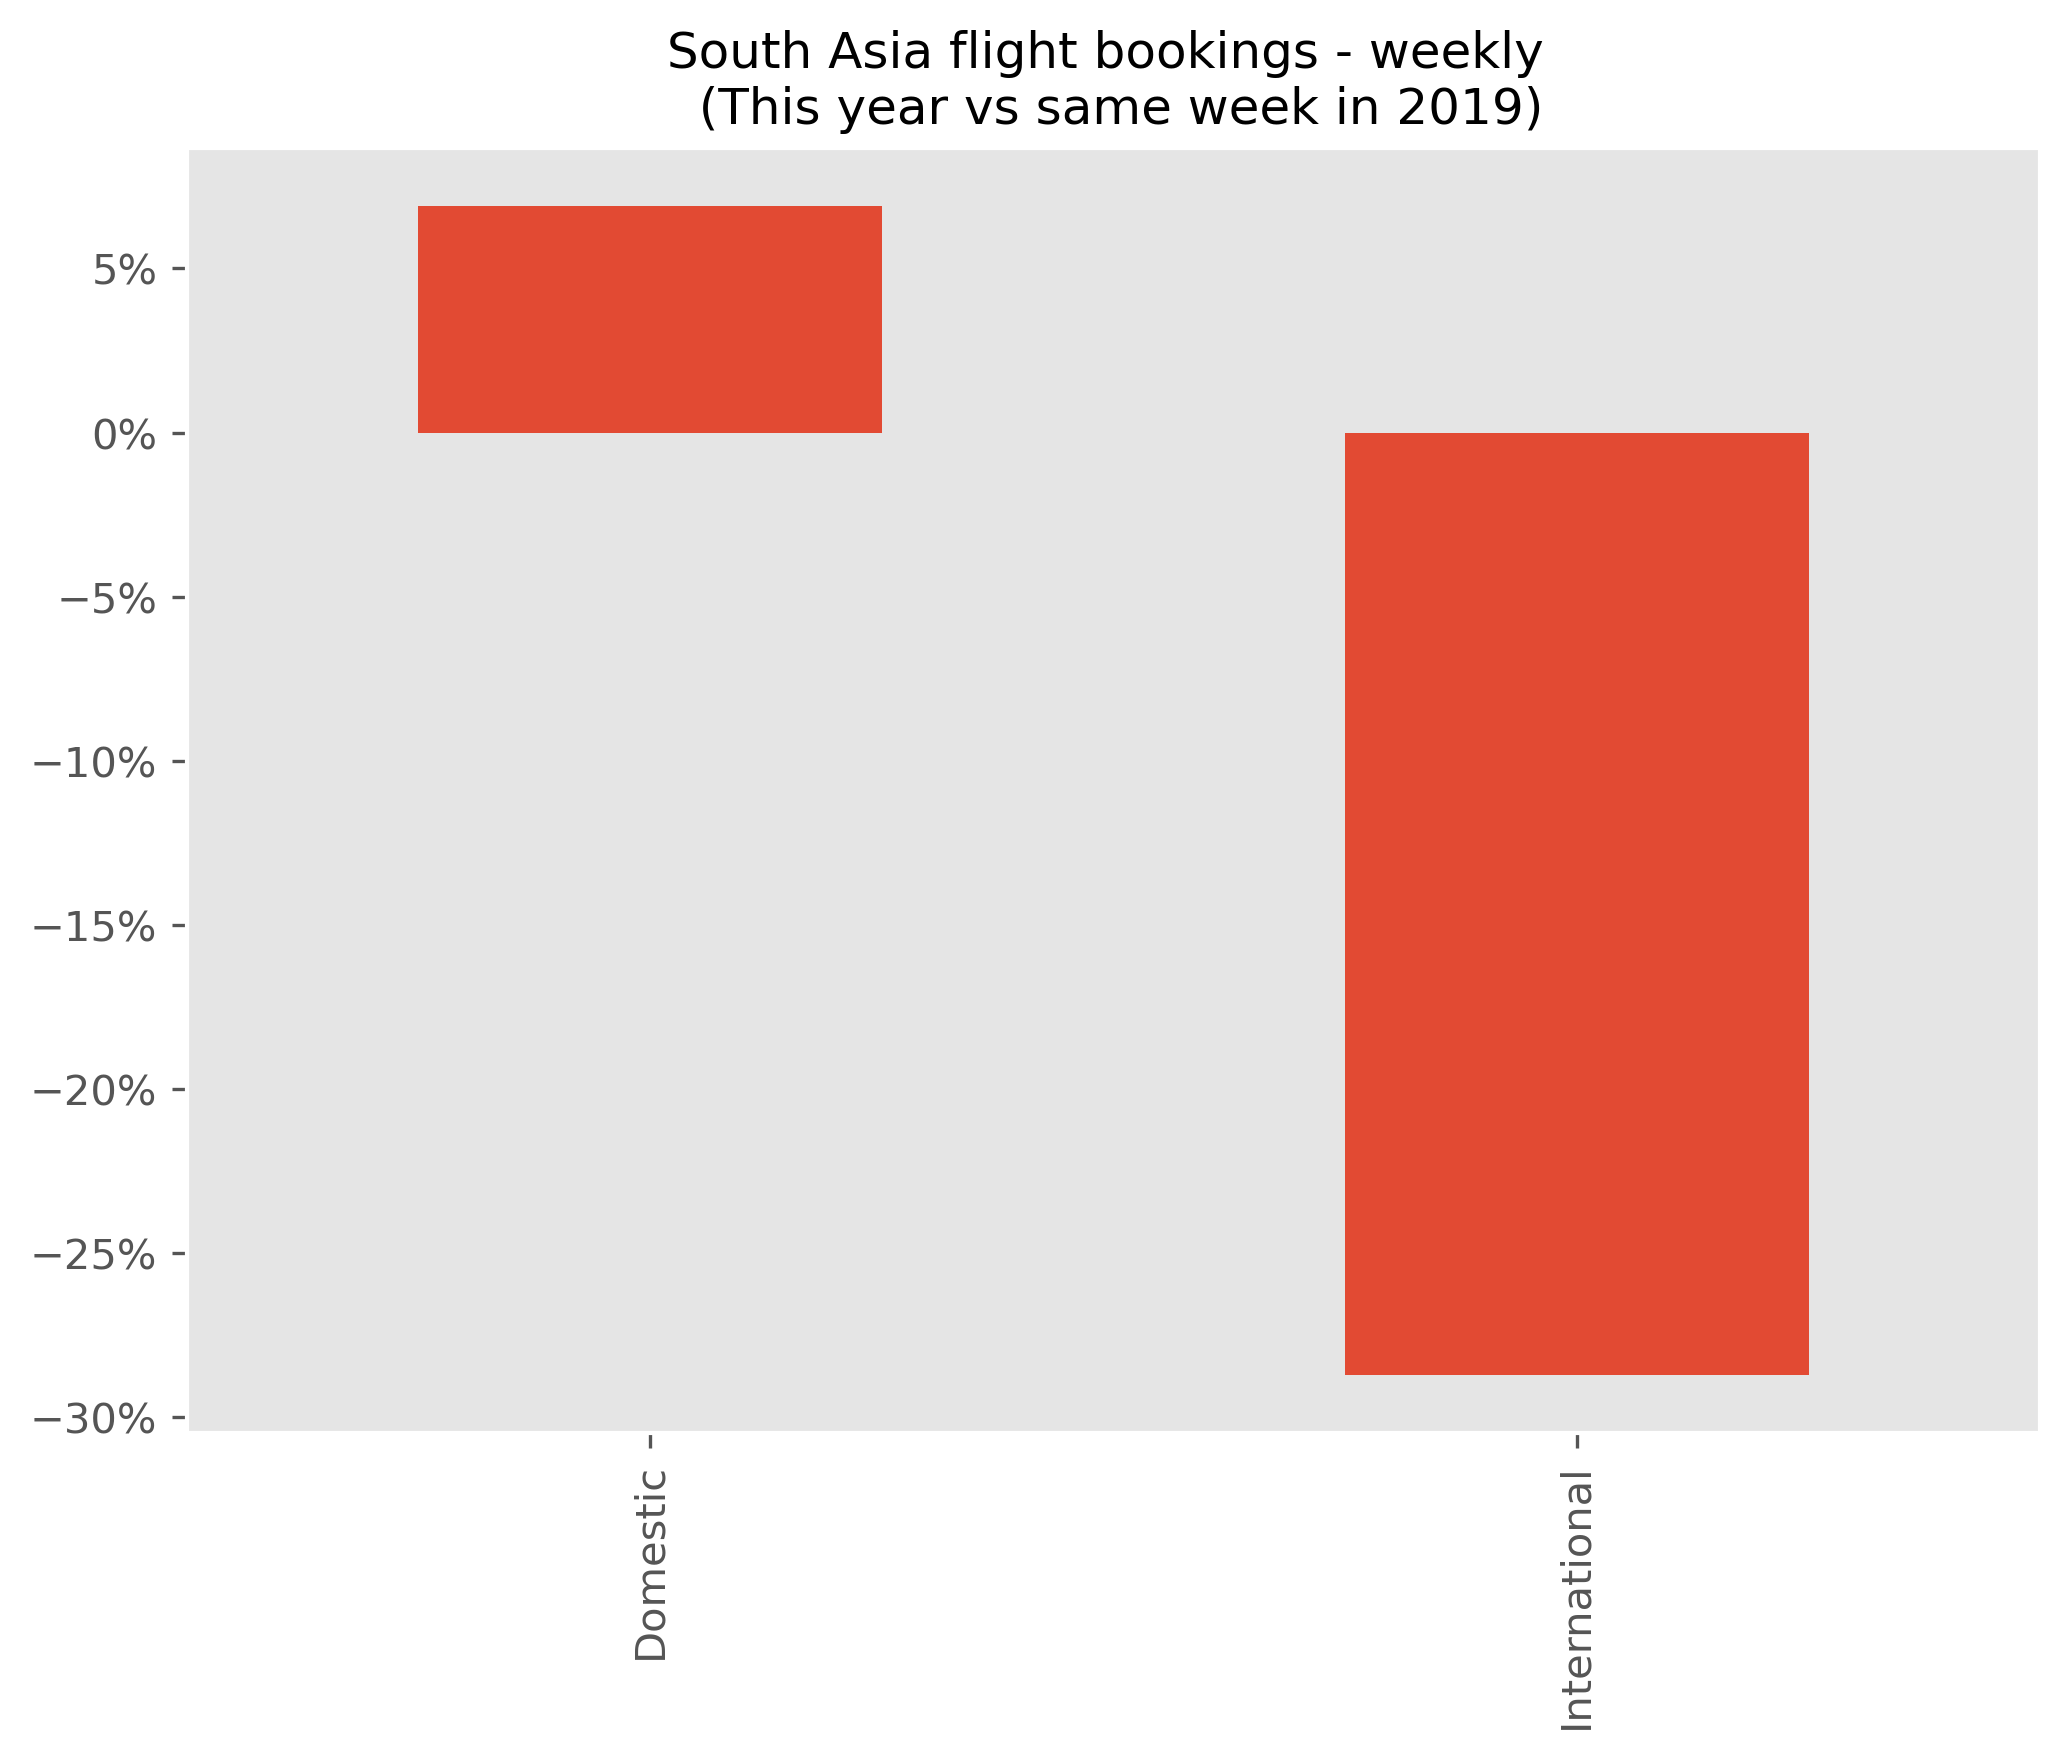 South Asia flight bookings - weekly
(This year vs same week in 2019)
5%
0%
−5%
−10%
−15%
−20%
−25%
−30%
Domestic
International